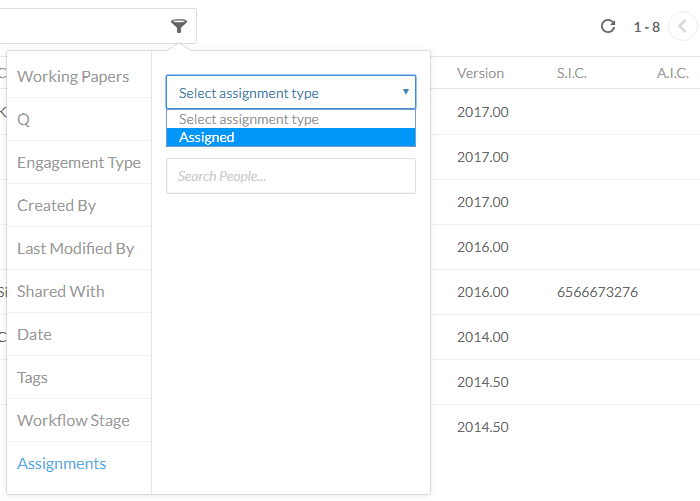 1 - 8
C
Version
S.I.C.
A.I.C.
K
2017.00
2017.00
2017.00
2016.00
Si
2016.00
6566673276
C
2014.00
2014.50
2014.50
Working Papers
Q
Engagement Type
Created By
Last Modified By
Shared With
Date
Tags
Workflow Stage
Assignments
Select assignment type
Select assignment type
Assigned
Search People...